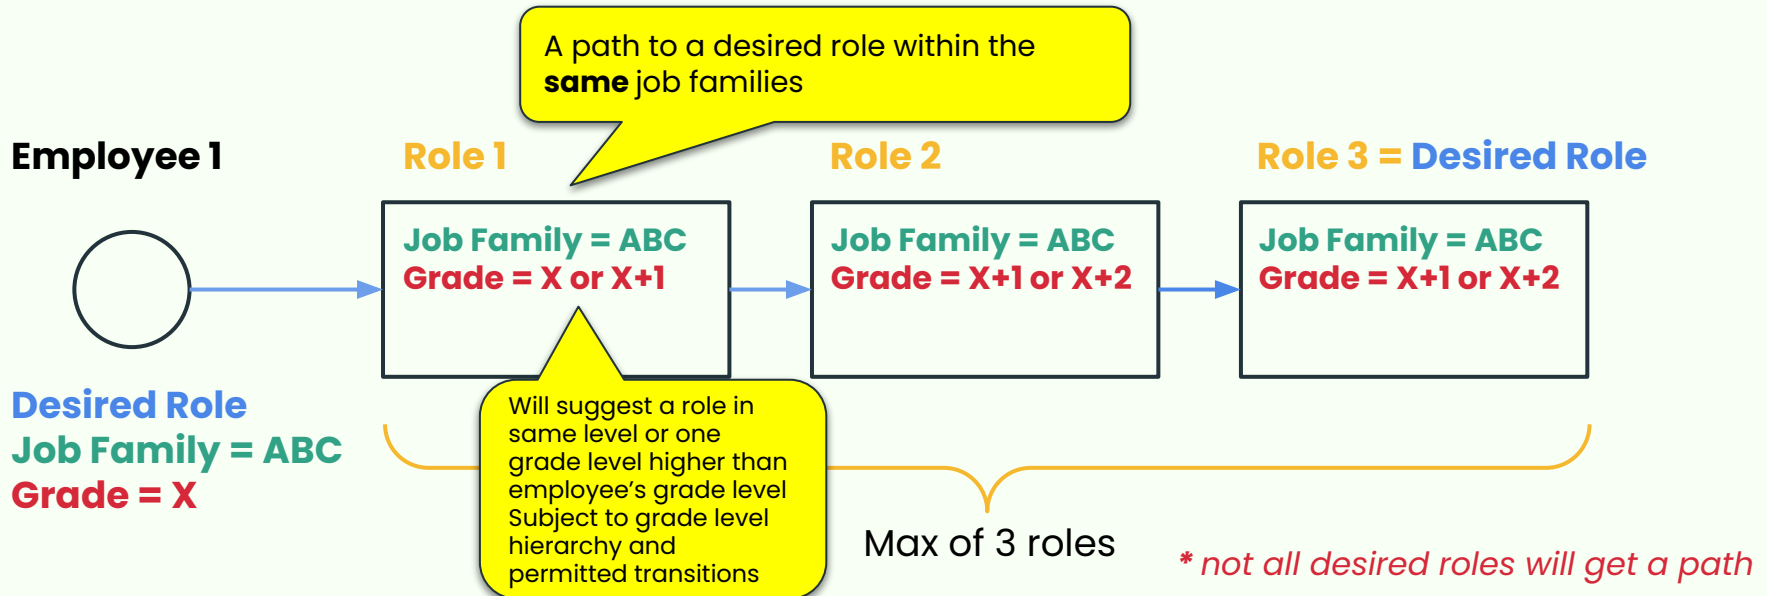 A path to a desired role within the
same job families
Employee 1
Role 1
Role 2
Role 3 = Desired Role
Job Family = ABC
Grade = X or X+1
Job Family = ABC
Grade = X+1 or X+2
Job Family = ABC
Grade = X+1 or X+2
Desired Role
Job Family = ABC
Grade = X
Will suggest a role in
same level or one
grade level higher than
employee's grade level
Subject to grade level
hierarchy and
permitted transitions
Max of 3 roles
* not all desired roles will get a path